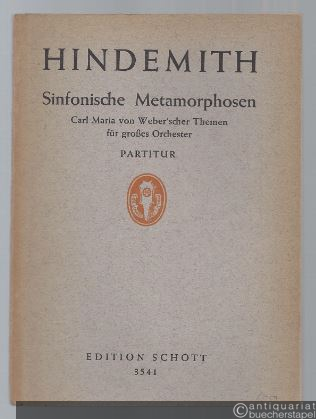 HINDEMITH
Sinfonische Metamorphosen
Carl Maria von Weber'scher Themen
für großes Orchester
PARTITUR
EDITION SCHOTT
3541
antiquariat
buecherstapel